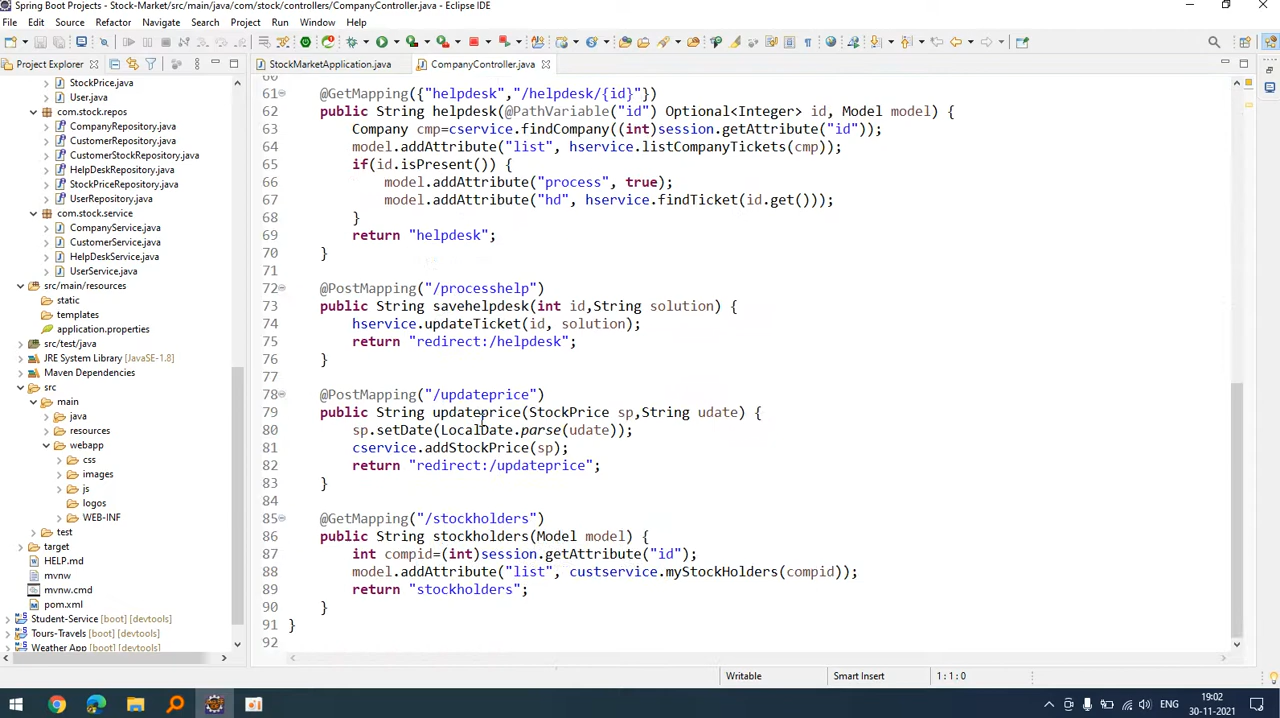 Spring Boot Projects - Stock-Market/src/main/java/com/stock/controllers/CompanyController.java - Eclipse IDE
File Edit Source Refactor Navigate Search Project Run Window Help
Project Explorer
StockMarketApplication.java
CompanyController.java
StockPrice.java
User.java
com.stock.repos
CompanyRepository.java
CustomerRepository.java
CustomerStockRepository.java
HelpDeskRepository.java
StockPriceRepository.java
UserRepository.java
com.stock.service
CompanyService.java
CustomerService.java
HelpDeskService.java
UserService.java
src/main/resources
static
templates
application.properties
src/test/java
JRE System Library [JavaSE-1.8]
Maven Dependencies
src
main
java
resources
webapp
css
images
js
logos
WEB-INF
test
target
HELP.md
mvnw
mvnw.cmd
pom.xml
Student-Service [boot] [devtools]
Tours-Travels [boot] [devtools]
Weather App [boot] [devtools]
60
61 @GetMapping({"helpdesk","/helpdesk/{id}"})
62 public String helpdesk(@PathVariable("id") Optional<Integer> id, Model model) {
63 Company cmp=cservice.findCompany((int)session.getAttribute("id"));
64 model.addAttribute("list", hservice.listCompanyTickets(cmp));
65 if(id.isPresent()) {
66 model.addAttribute("process", true);
67 model.addAttribute("hd", hservice.findTicket(id.get()));
68 }
69 return "helpdesk";
70 }
71
72 @PostMapping("/processhelp")
73 public String savehelpdesk(int id,String solution) {
74 hservice.updateTicket(id, solution);
75 return "redirect:/helpdesk";
76 }
77
78 @PostMapping("/updateprice")
79 public String updateprice(StockPrice sp,String udate) {
80 sp.setDate(LocalDate.parse(udate));
81 cservice.addStockPrice(sp);
82 return "redirect:/updateprice";
83 }
84
85 @GetMapping("/stockholders")
86 public String stockholders(Model model) {
87 int compid=(int)session.getAttribute("id");
88 model.addAttribute("list", custservice.myStockHolders(compid));
89 return "stockholders";
90 }
91 }
92
Writable Smart Insert 1 : 1 : 0
ENG 19:02
30-11-2021